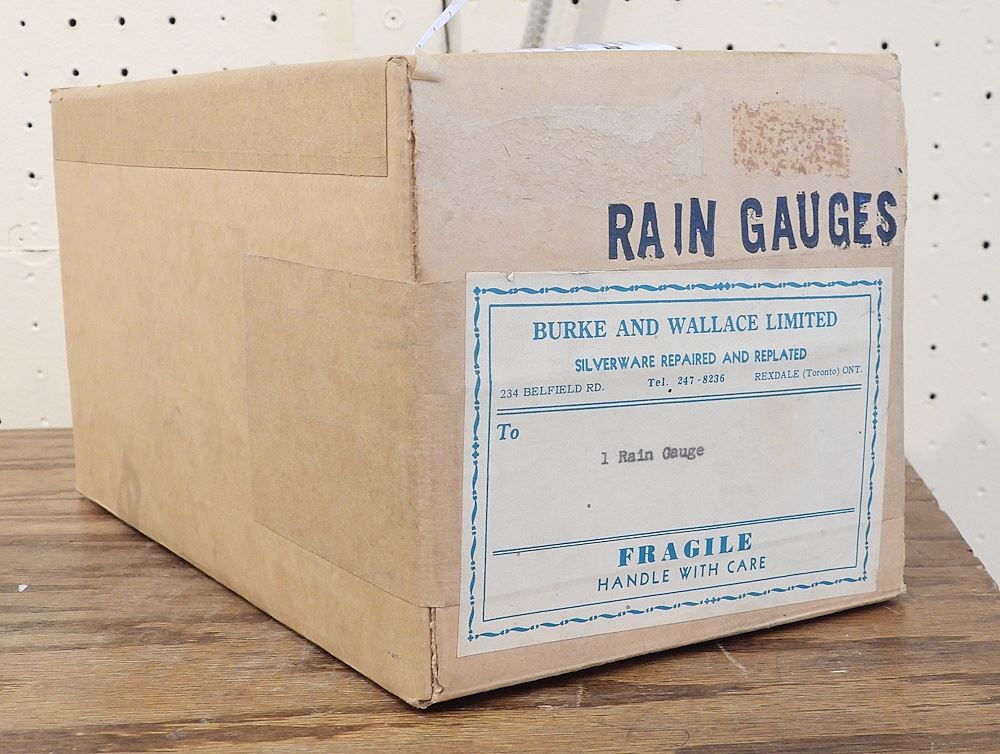 RAIN GAUGES
BURKE AND WALLACE LIMITED
SILVERWARE REPAIRED AND REPLATED
234 BELFIELD RD. Tel. 247-8236 REXDALE (Toronto) ONT.
To
1 Rain Gauge
FRAGILE
HANDLE WITH CARE